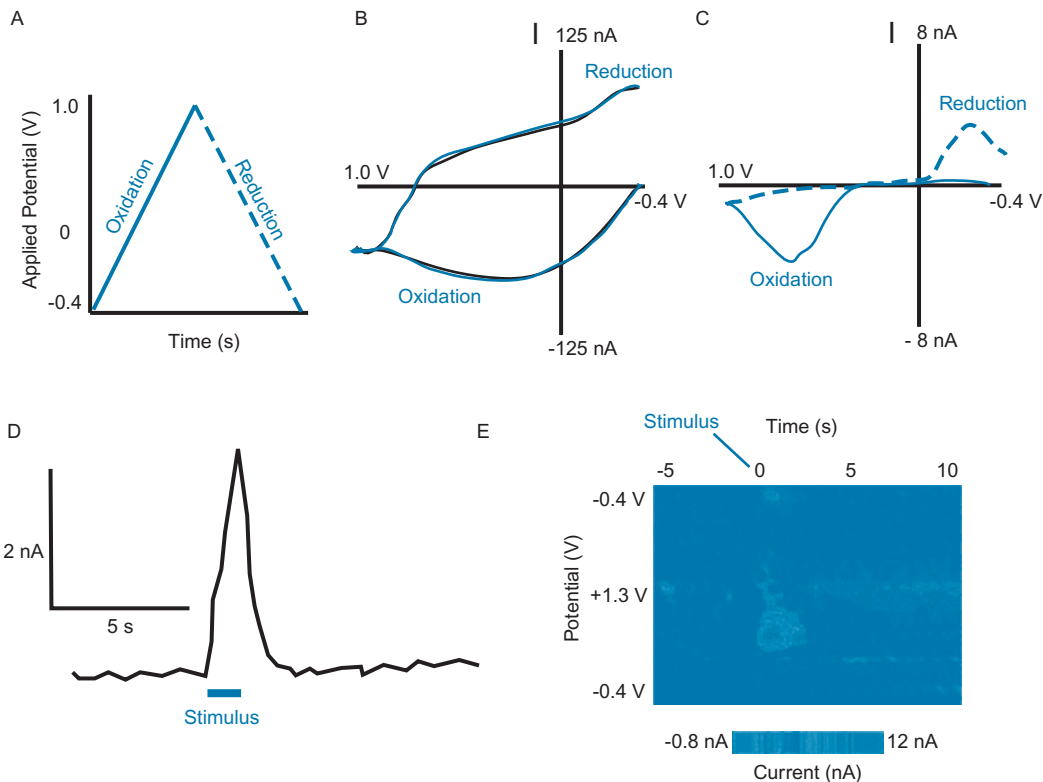 A
Applied Potential (V)
1.0
0
-0.4
Oxidation
Reduction
Time (s)
B
125 nA
Reduction
1.0 V
-0.4 V
Oxidation
-125 nA
C
8 nA
Reduction
1.0 V
-0.4 V
Oxidation
- 8 nA
D
2 nA
5 s
Stimulus
E
Stimulus
Time (s)
-5 0 5 10
Potential (V)
-0.4 V
+1.3 V
-0.4 V
-0.8 nA 12 nA
Current (nA)